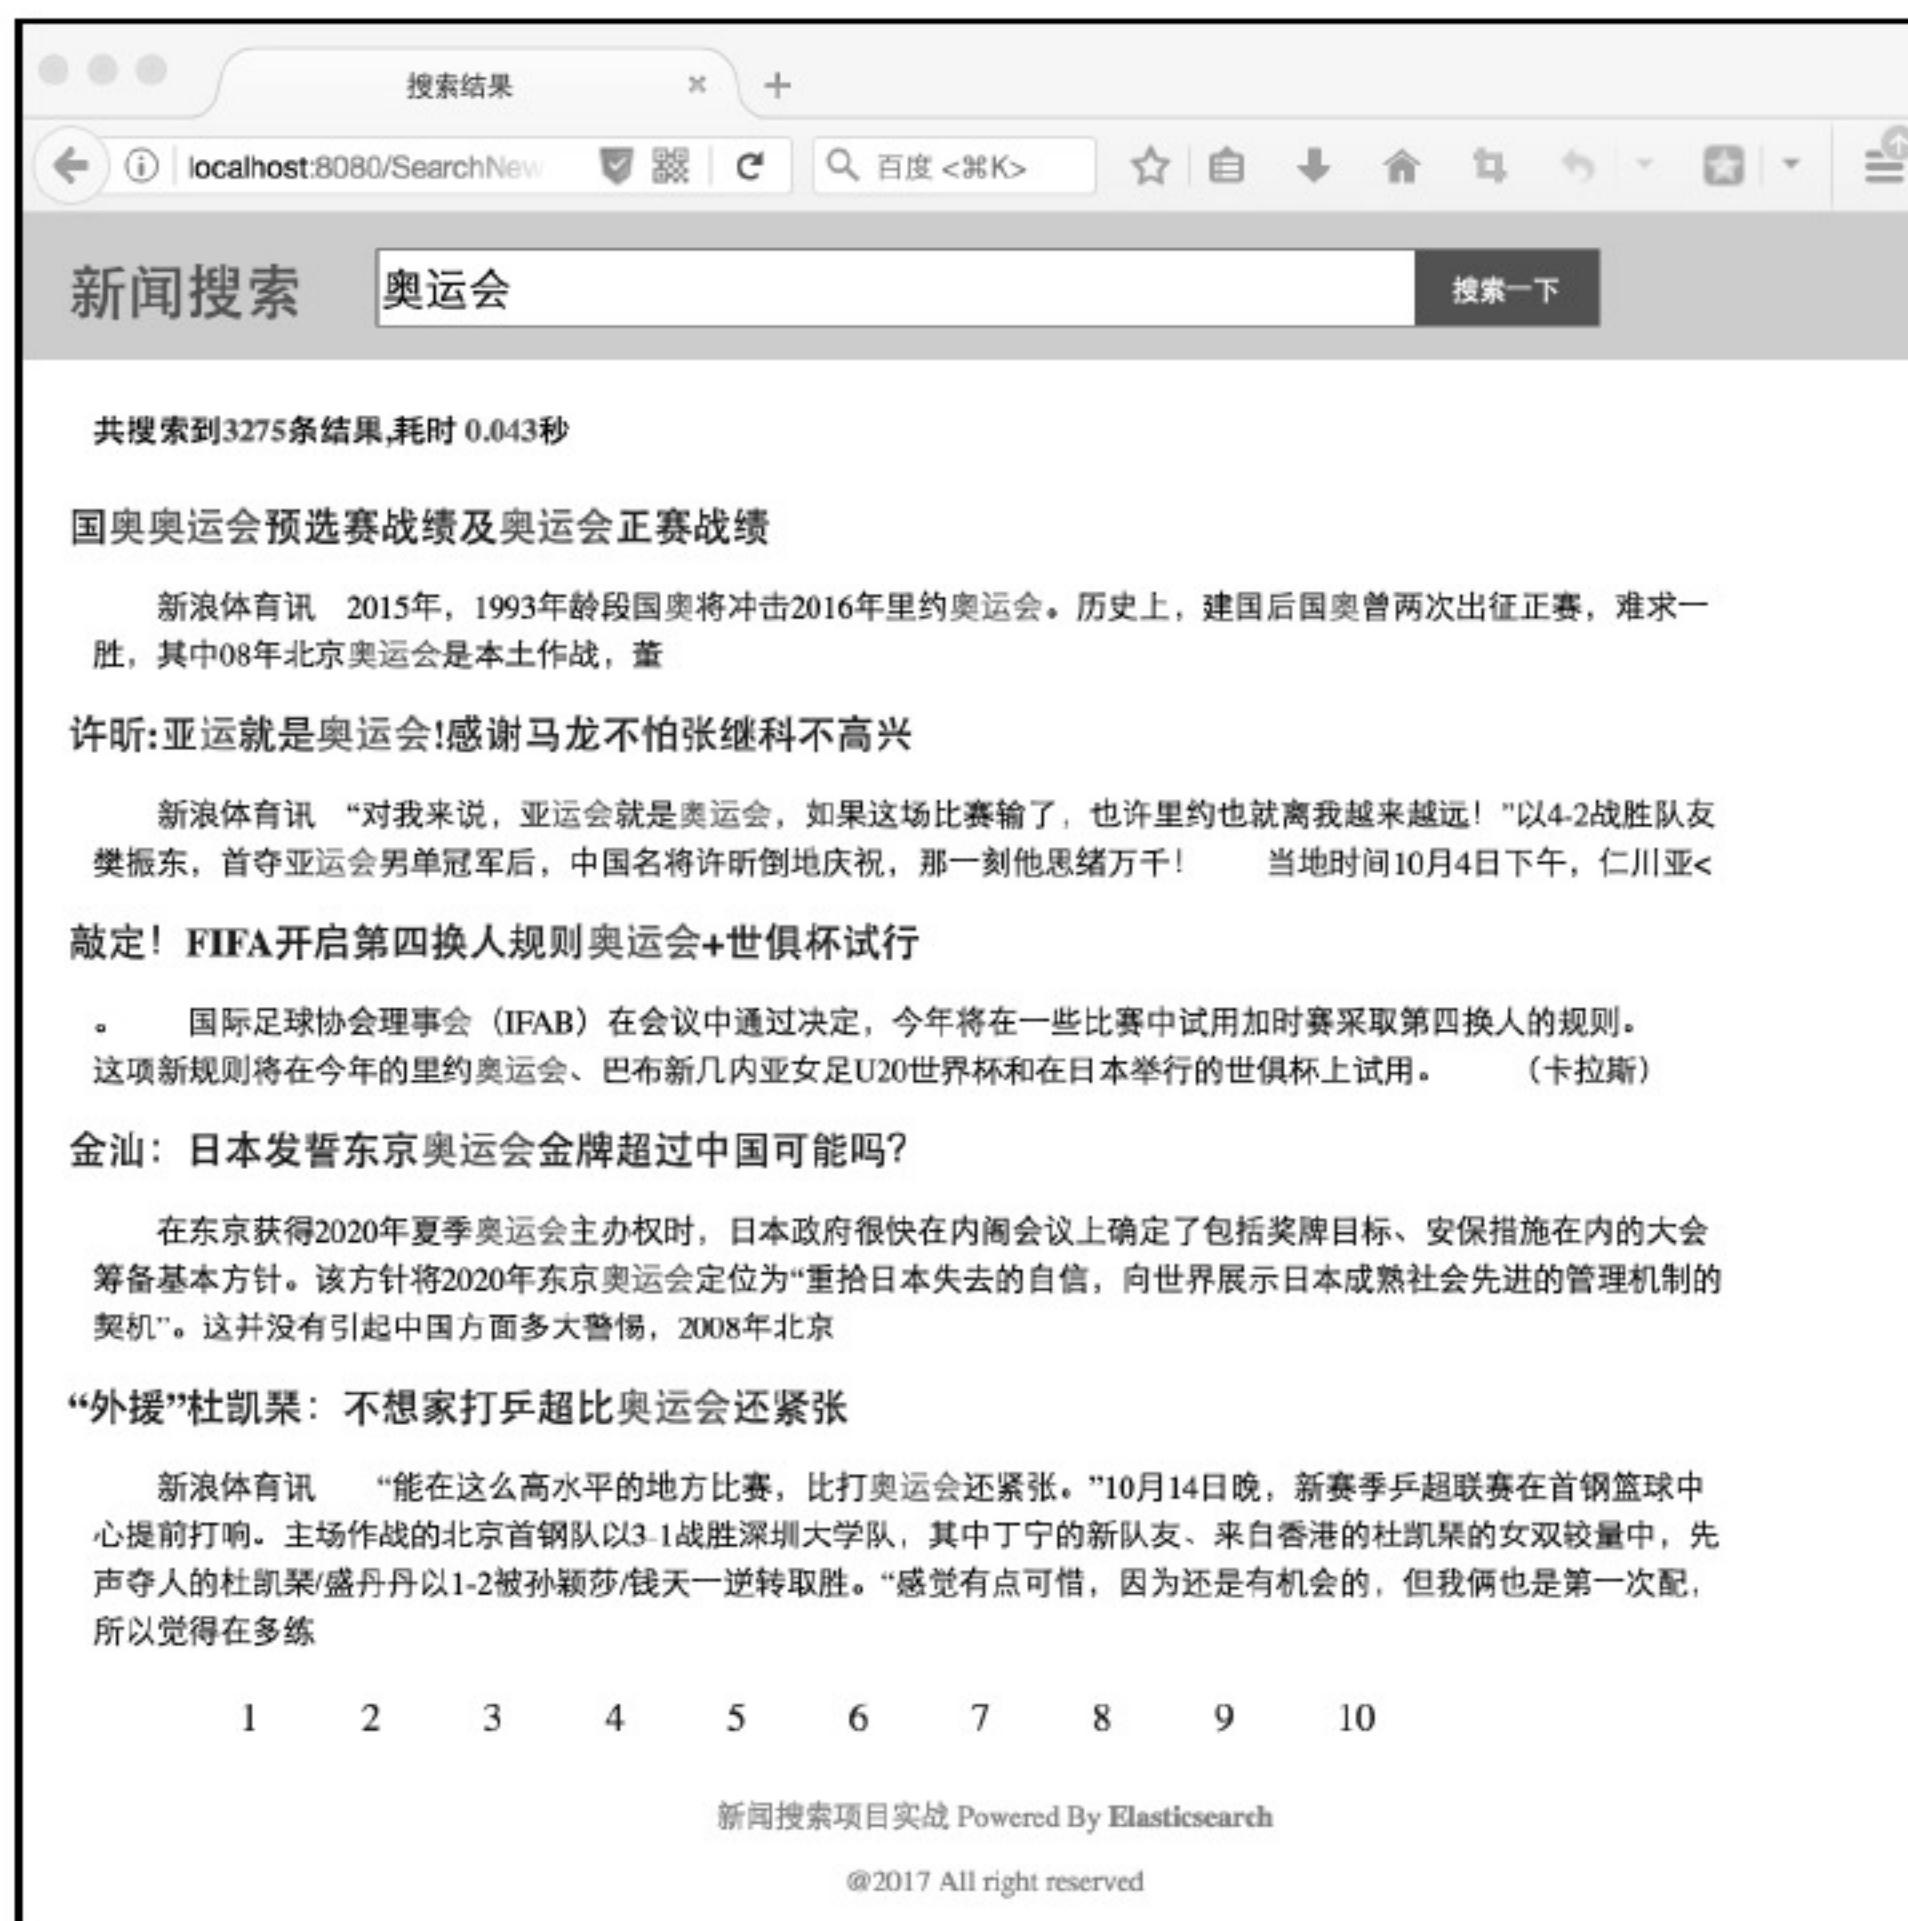 搜索结果
localhost:8080/SearchNew
百度 <⌘K>
新闻搜索
奥运会
搜索一下
共搜索到3275条结果,耗时 0.043秒
国奥奥运会预选赛战绩及奥运会正赛战绩
新浪体育讯 2015年，1993年龄段国奥将冲击2016年里约奥运会。历史上，建国后国奥曾两次出征正赛，难求一
胜，其中08年北京奥运会是本土作战，董
许昕:亚运就是奥运会!感谢马龙不怕张继科不高兴
新浪体育讯 “对我来说，亚运会就是奥运会，如果这场比赛输了，也许里约也就离我越来越远！”以4-2战胜队友
樊振东，首夺亚运会男单冠军后，中国名将许昕倒地庆祝，那一刻他思绪万千！ 当地时间10月4日下午，仁川亚<
敲定！FIFA开启第四换人规则奥运会+世俱杯试行
。 国际足球协会理事会（IFAB）在会议中通过决定，今年将在一些比赛中试用加时赛采取第四换人的规则。
这项新规则将在今年的里约奥运会、巴布新几内亚女足U20世界杯和在日本举行的世俱杯上试用。 （卡拉斯）
金汕：日本发誓东京奥运会金牌超过中国可能吗？
在东京获得2020年夏季奥运会主办权时，日本政府很快在内阁会议上确定了包括奖牌目标、安保措施在内的大会
筹备基本方针。该方针将2020年东京奥运会定位为“重拾日本失去的自信，向世界展示日本成熟社会先进的管理机制的
契机”。这并没有引起中国方面多大警惕，2008年北京
“外援”杜凯琹：不想家打乒超比奥运会还紧张
新浪体育讯 “能在这么高水平的地方比赛，比打奥运会还紧张。”10月14日晚，新赛季乒超联赛在首钢篮球中
心提前打响。主场作战的北京首钢队以3-1战胜深圳大学队，其中丁宁的新队友、来自香港的杜凯琹的女双较量中，先
声夺人的杜凯琹/盛丹丹以1-2被孙颖莎/钱天一逆转取胜。“感觉有点可惜，因为还是有机会的，但我俩也是第一次配，
所以觉得在多练
1 2 3 4 5 6 7 8 9 10
新闻搜索项目实战 Powered By Elasticsearch
@2017 All right reserved